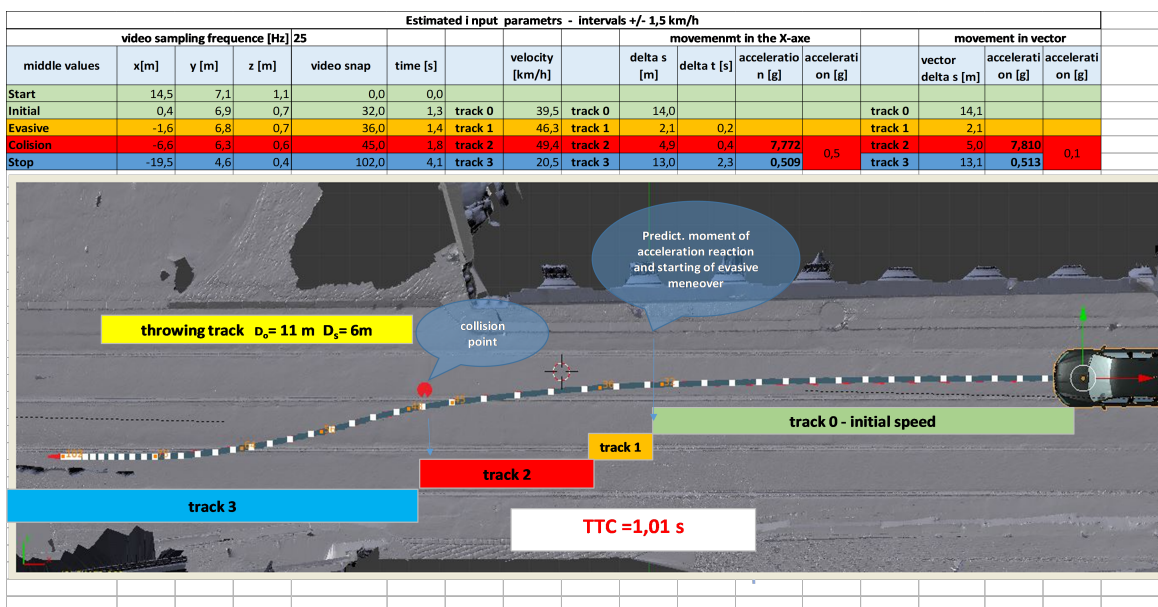 Estimated i nput parametrs - intervals +/- 1,5 km/h
video sampling frequence [Hz] 25 movemenmt in the X-axe movement in vector
middle values x[m] y [m] z [m] video snap time [s] velocity [km/h] delta s [m] delta t [s] acceleratio n [g] accelerati on [g] vector delta s [m] accelerati on [g] accelerati on [g]
Start 14,5 7,1 1,1 0,0 0,0
Initial 0,4 6,9 0,7 32,0 1,3 track 0 39,5 track 0 14,0 track 0 14,1
Evasive -1,6 6,8 0,7 36,0 1,4 track 1 46,3 track 1 2,1 0,2 track 1 2,1
Colision -6,6 6,3 0,6 45,0 1,8 track 2 49,4 track 2 4,9 0,4 7,772 0,5 track 2 5,0 7,810 0,1
Stop -19,5 4,6 0,4 102,0 4,1 track 3 20,5 track 3 13,0 2,3 0,509 track 3 13,1 0,513
Predict. moment of
acceleration reaction
and starting of evasive
meneover
throwing track Do= 11 m Ds= 6m
collision
point
track 0 - initial speed
track 1
track 2
track 3
TTC =1,01 s